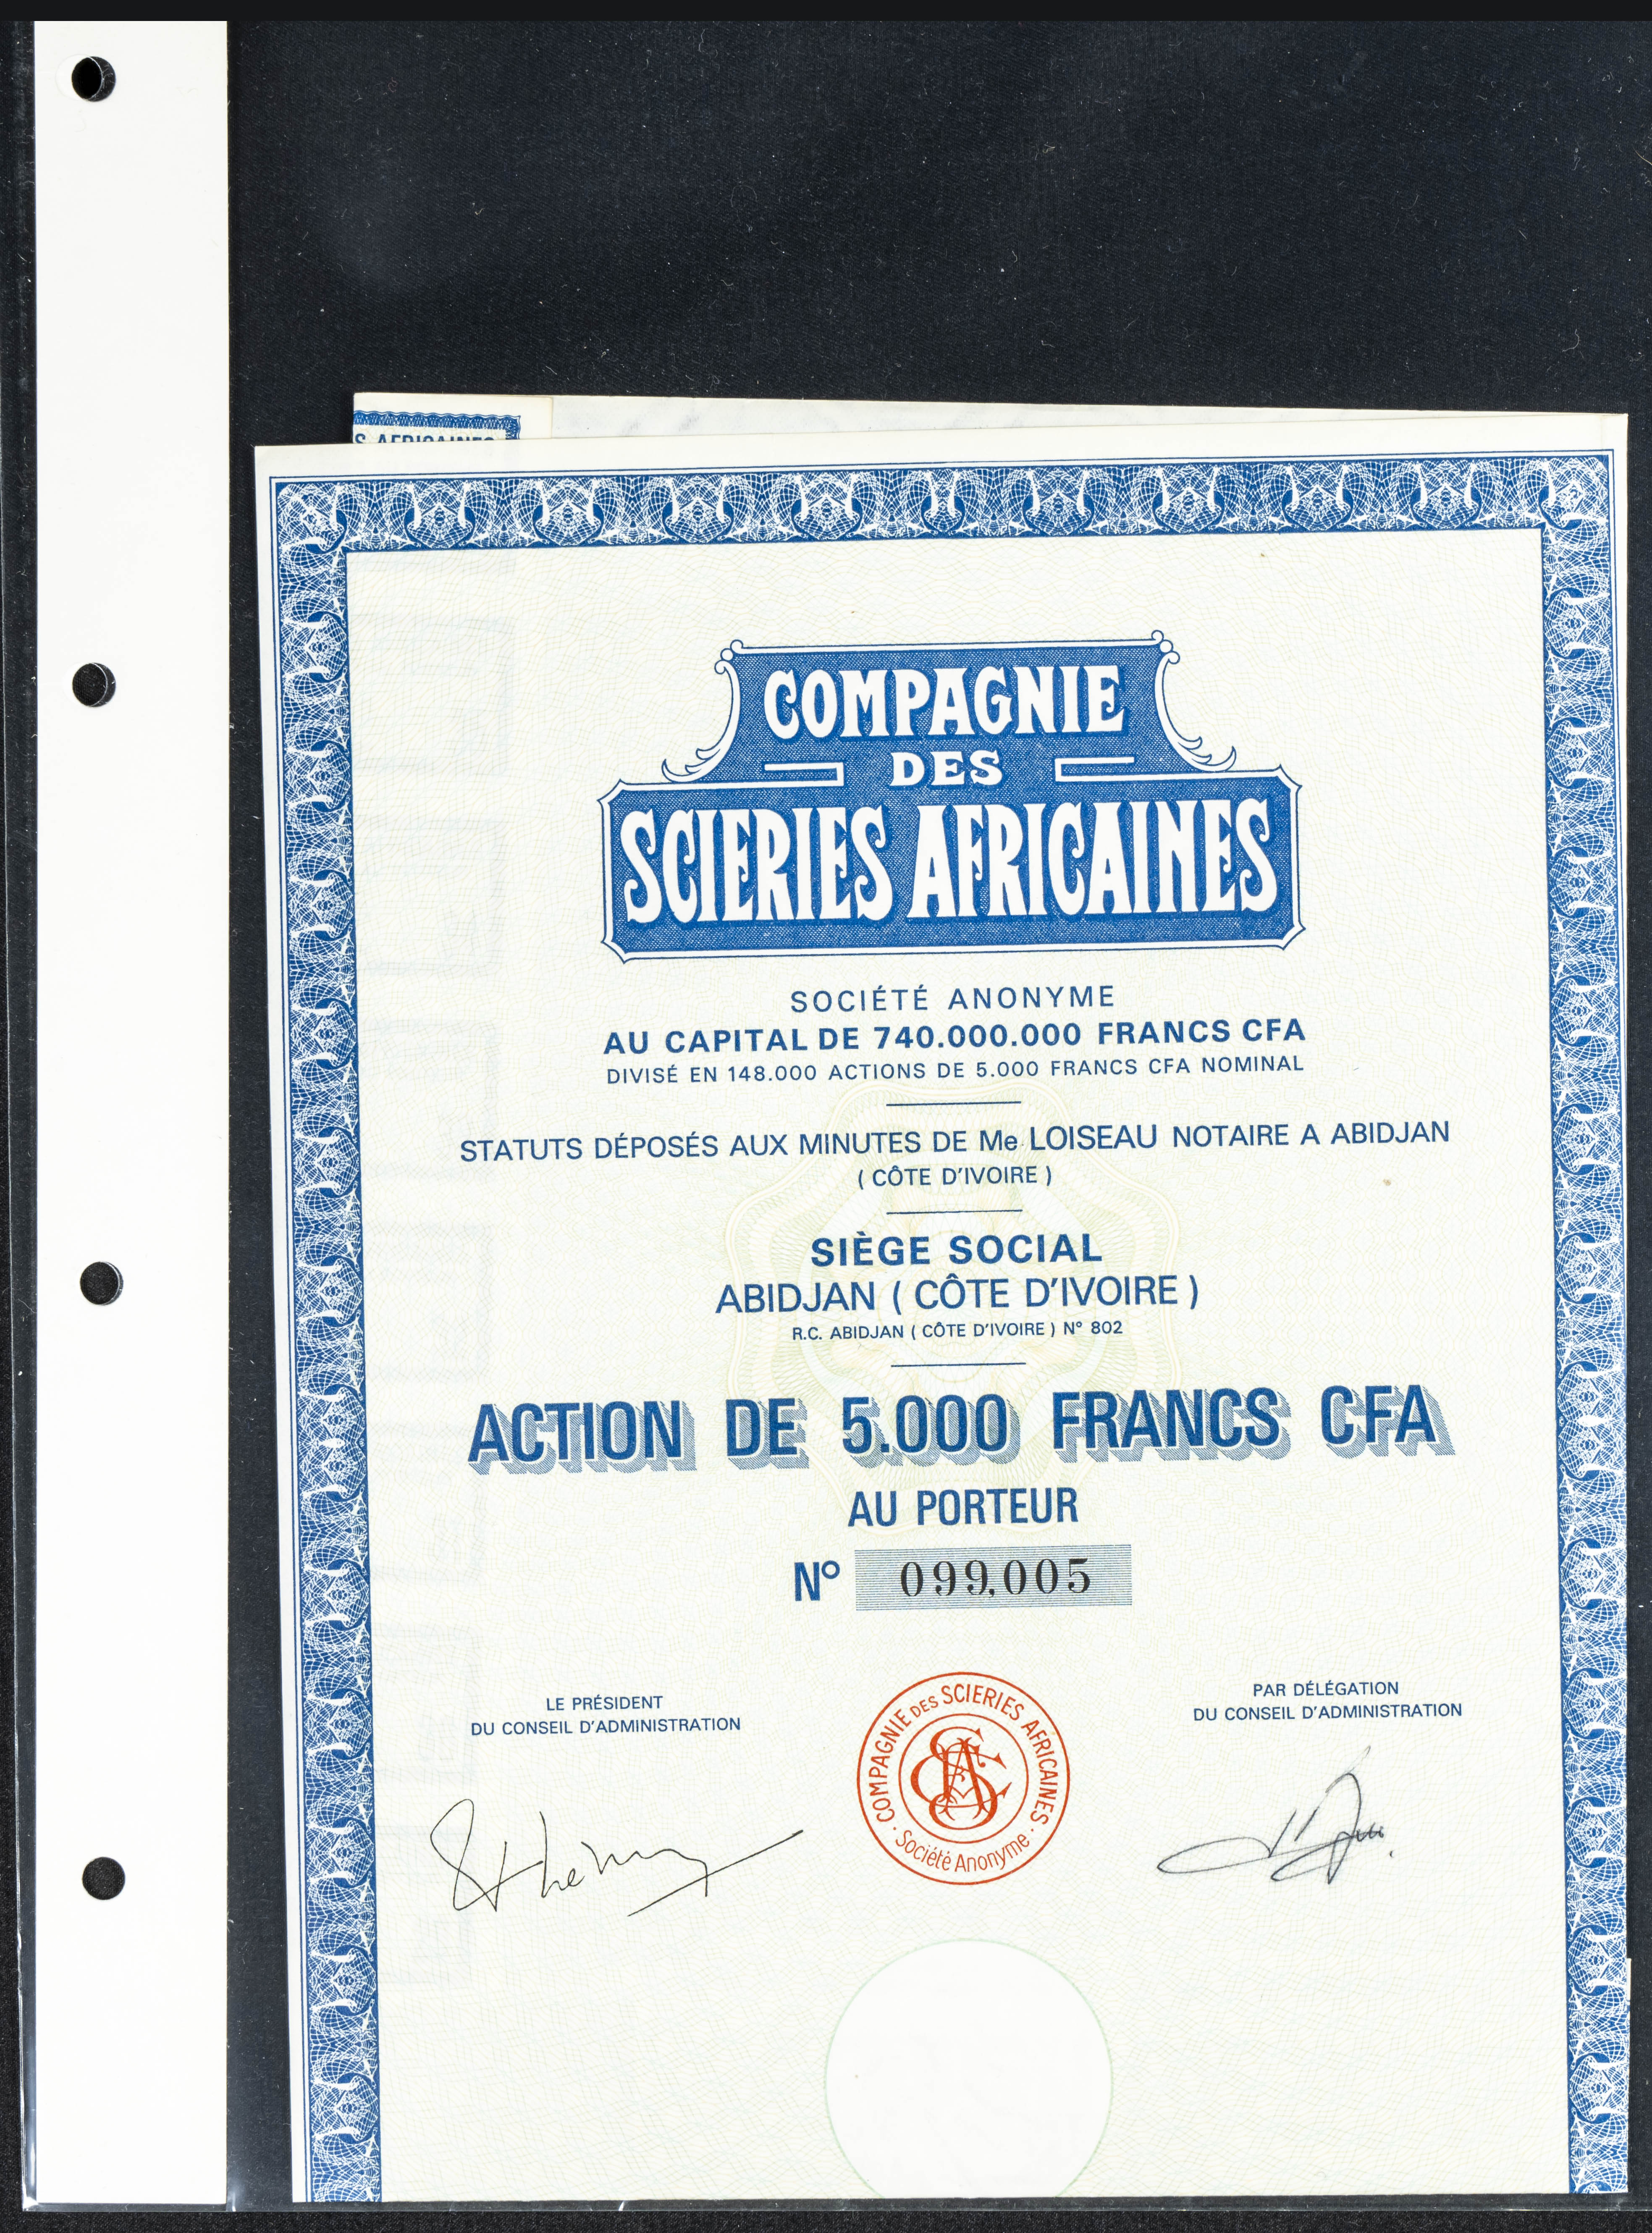 S AFRICAINES
COMPAGNIE
DES
SCIERIES AFRICAINES
SOCIÉTÉ ANONYME
AU CAPITAL DE 740.000.000 FRANCS CFA
DIVISÉ EN 148.000 ACTIONS DE 5.000 FRANCS CFA NOMINAL
STATUTS DÉPOSÉS AUX MINUTES DE Me LOISEAU NOTAIRE A ABIDJAN
( CÔTE D'IVOIRE )
SIÈGE SOCIAL
ABIDJAN ( CÔTE D'IVOIRE )
R.C. ABIDJAN ( CÔTE D'IVOIRE ) N° 802
ACTION DE 5.000 FRANCS CFA
AU PORTEUR
N° 099,005
LE PRÉSIDENT
DU CONSEIL D'ADMINISTRATION
PAR DÉLÉGATION
DU CONSEIL D'ADMINISTRATION
COMPAGNIE DES SCIERIES AFRICAINES
· Société Anonyme ·